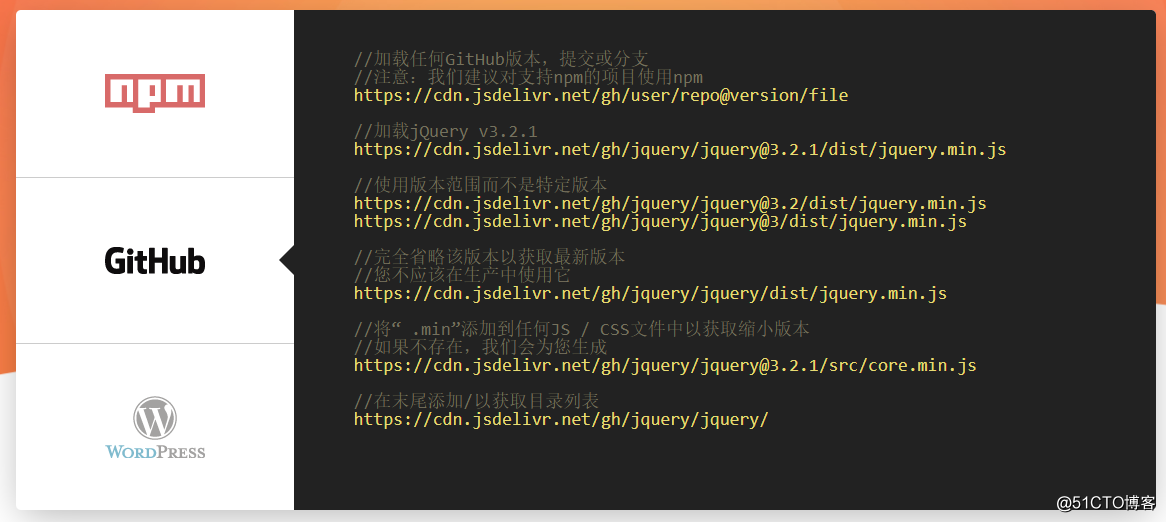 npm
GitHub
WordPress
//加载任何GitHub版本，提交或分支
//注意：我们建议对支持npm的项目使用npm
https://cdn.jsdelivr.net/gh/user/repo@version/file
//加载jQuery v3.2.1
https://cdn.jsdelivr.net/gh/jquery/jquery@3.2.1/dist/jquery.min.js
//使用版本范围而不是特定版本
https://cdn.jsdelivr.net/gh/jquery/jquery@3.2/dist/jquery.min.js
https://cdn.jsdelivr.net/gh/jquery/jquery@3/dist/jquery.min.js
//完全省略该版本以获取最新版本
//您不应该在生产中使用它
https://cdn.jsdelivr.net/gh/jquery/jquery/dist/jquery.min.js
//将“ .min”添加到任何JS / CSS文件中以获取缩小版本
//如果不存在，我们会为您生成
https://cdn.jsdelivr.net/gh/jquery/jquery@3.2.1/src/core.min.js
//在末尾添加/以获取目录列表
https://cdn.jsdelivr.net/gh/jquery/jquery/
@51CTO博客